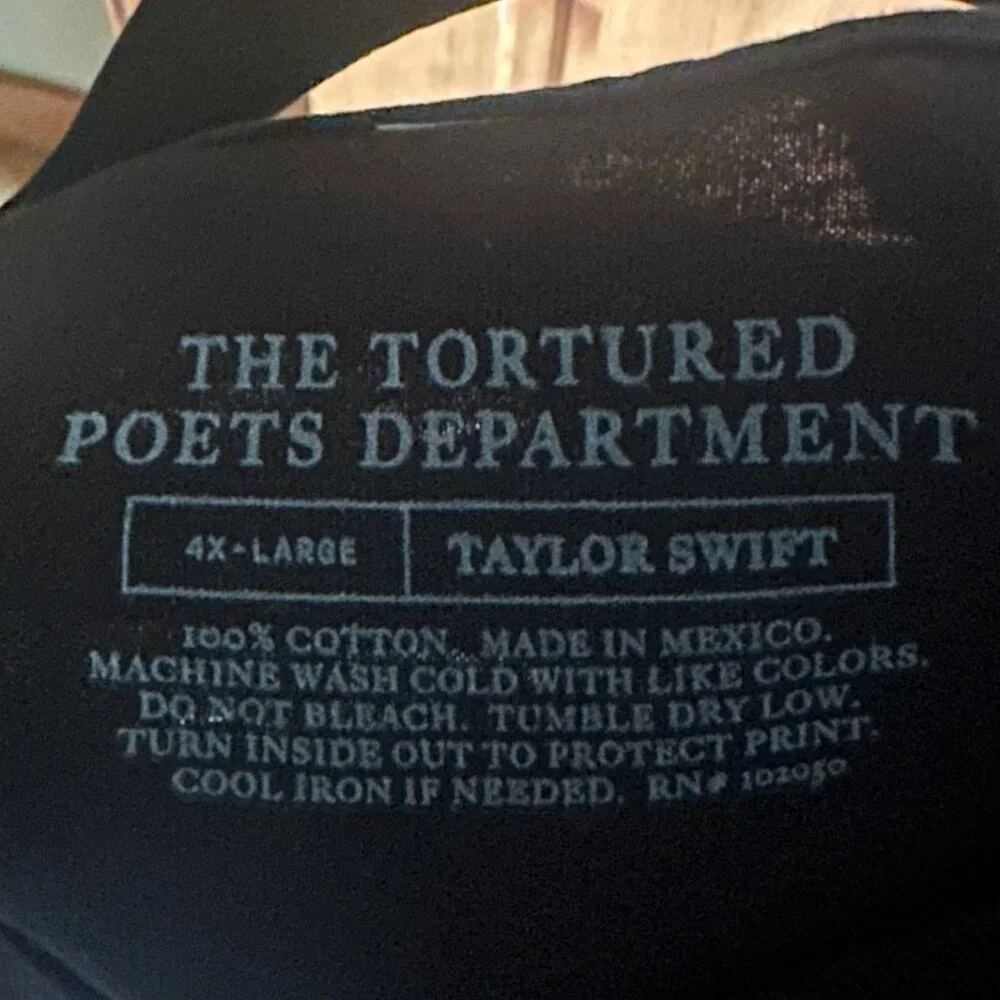 THE TORTURED
POETS DEPARTMENT
4X-LARGE TAYLOR SWIFT
100% COTTON. MADE IN MEXICO.
MACHINE WASH COLD WITH LIKE COLORS.
DO NOT BLEACH. TUMBLE DRY LOW.
TURN INSIDE OUT TO PROTECT PRINT.
COOL IRON IF NEEDED. RN# 102050